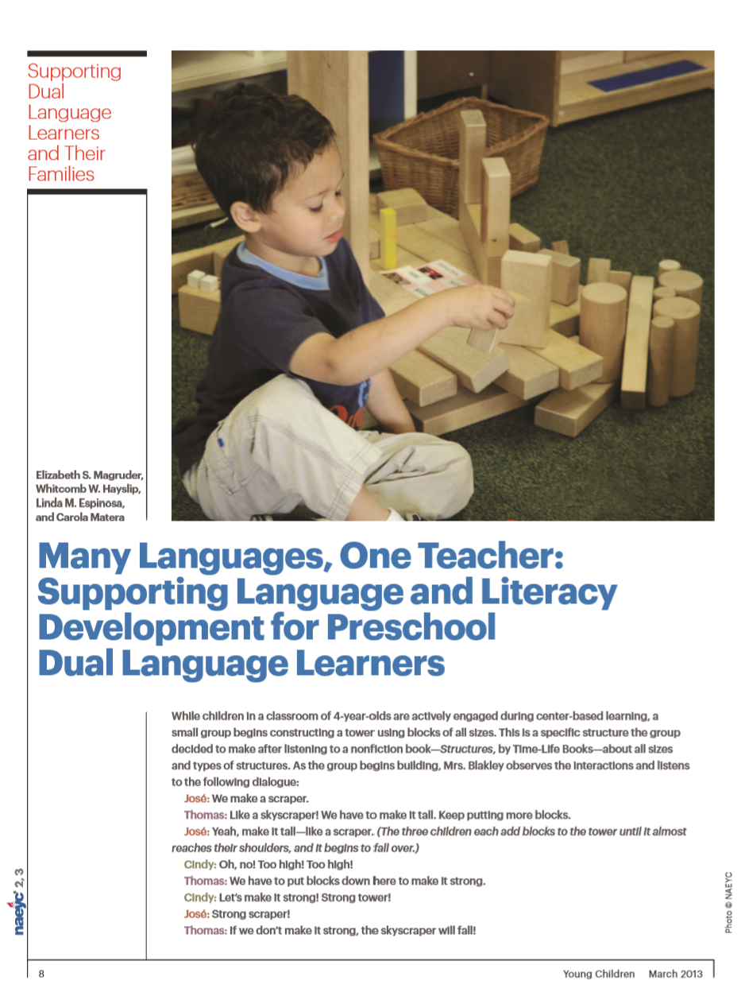 Supporting
Dual
Language
Learners
and Their
Families
Elizabeth S. Magruder,
Whitcomb W. Hayslip,
Linda M. Espinosa,
and Carola Matera
Many Languages, One Teacher:
Supporting Language and Literacy
Development for Preschool
Dual Language Learners
While children in a classroom of 4-year-olds are actively engaged during center-based learning, a
small group begins constructing a tower using blocks of all sizes. This is a specific structure the group
decided to make after listening to a nonfiction book—Structures, by Time-Life Books—about all sizes
and types of structures. As the group begins building, Mrs. Blakley observes the interactions and listens
to the following dialogue:
José: We make a scraper.
Thomas: Like a skyscraper! We have to make it tall. Keep putting more blocks.
José: Yeah, make it tall—like a scraper. (The three children each add blocks to the tower until it almost
reaches their shoulders, and it begins to fall over.)
Cindy: Oh, no! Too high! Too high!
Thomas: We have to put blocks down here to make it strong.
Cindy: Let's make it strong! Strong tower!
José: Strong scraper!
Thomas: If we don't make it strong, the skyscraper will fall!
naeyc® 2, 3
Photo © NAEYC
8
Young Children March 2013